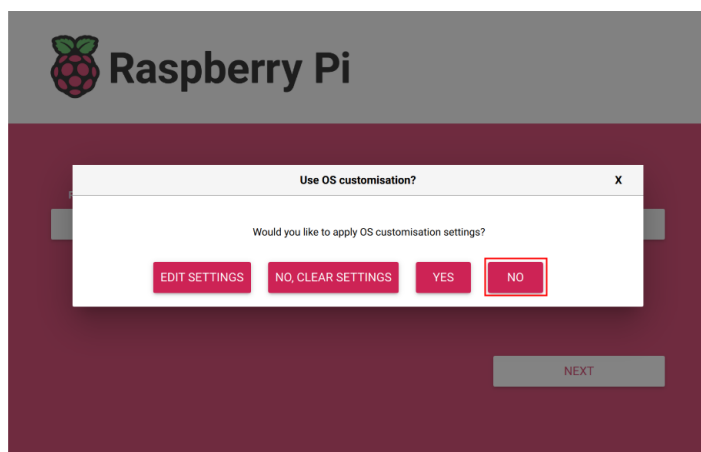 Raspberry Pi
Use OS customisation?
X
Would you like to apply OS customisation settings?
EDIT SETTINGS
NO, CLEAR SETTINGS
YES
NO
NEXT